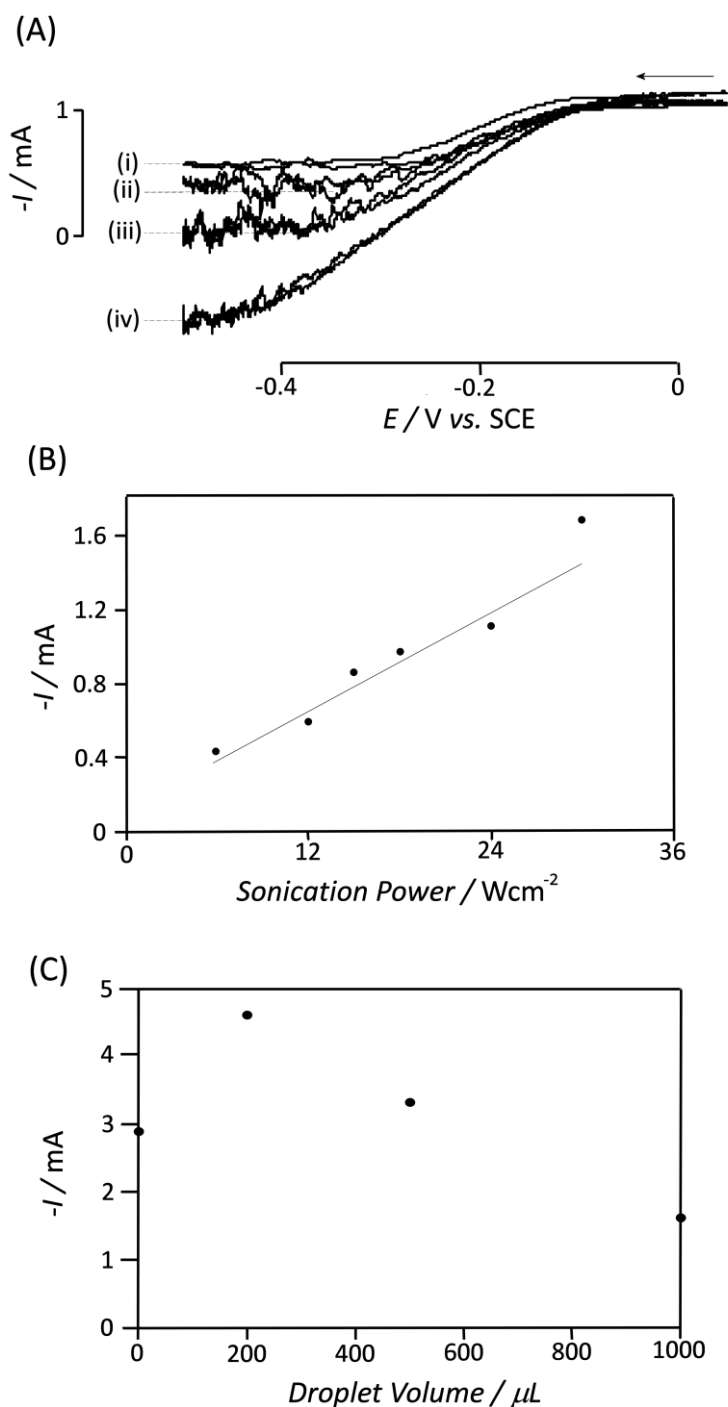 (A)
1
-I / mA
0
(i)
(ii)
(iii)
(iv)
-0.4
-0.2
0
E / V vs. SCE
(B)
1.6
1.2
0.8
0.4
0
-I / mA
0
12
24
36
Sonication Power / Wcm⁻²
(C)
5
4
3
2
1
0
-I / mA
0
200
400
600
800
1000
Droplet Volume / μL